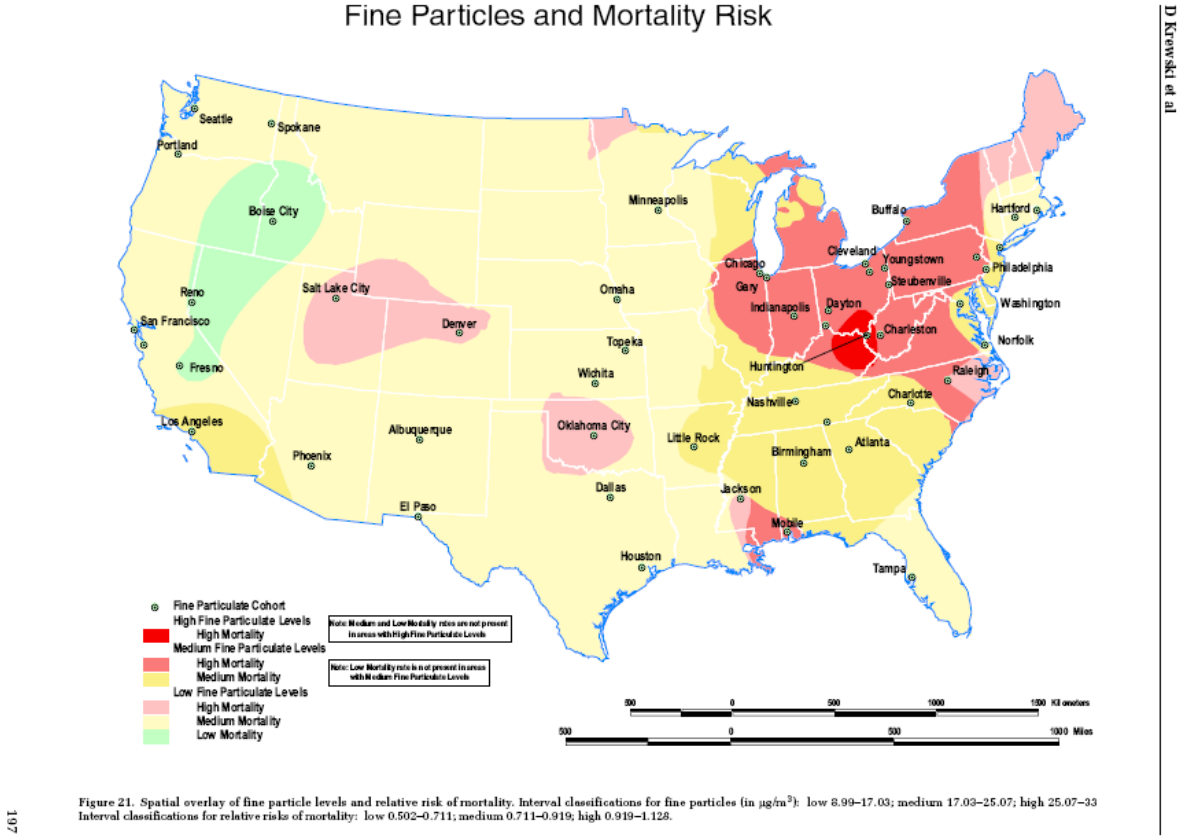 Fine Particles and Mortality Risk
D Krewski et al
Seattle
Spokane
Portland
Boise City
Minneapolis
Buffalo
Hartford
Chicago
Cleveland
Youngstown
Philadelphia
Gary
Steubenville
Reno
Salt Lake City
Omaha
Indianapolis
Dayton
Washington
San Francisco
Denver
Topeka
Charleston
Norfolk
Fresno
Wichita
Huntington
Raleigh
Nashville
Charlotte
Los Angeles
Albuquerque
Oklahoma City
Little Rock
Atlanta
Phoenix
Birmingham
Dallas
Jackson
El Paso
Mobile
Houston
Tampa
Fine Particulate Cohort
High Fine Particulate Levels
High Mortality
Note: Medium and Low Mortality rates are not present
in areas with High Fine Particulate Levels
Medium Fine Particulate Levels
High Mortality
Medium Mortality
Note: Low Mortality rate is not present in areas
with Medium Fine Particulate Levels
Low Fine Particulate Levels
High Mortality
Medium Mortality
Low Mortality
500 0 500 1000 1500 Kilometers
500 0 500 1000 Miles
Figure 21. Spatial overlay of fine particle levels and relative risk of mortality. Interval classifications for fine particles (in µg/m³): low 8.99–17.03; medium 17.03–25.07; high 25.07–33
Interval classifications for relative risks of mortality: low 0.502–0.711; medium 0.711–0.919; high 0.919–1.128.
197